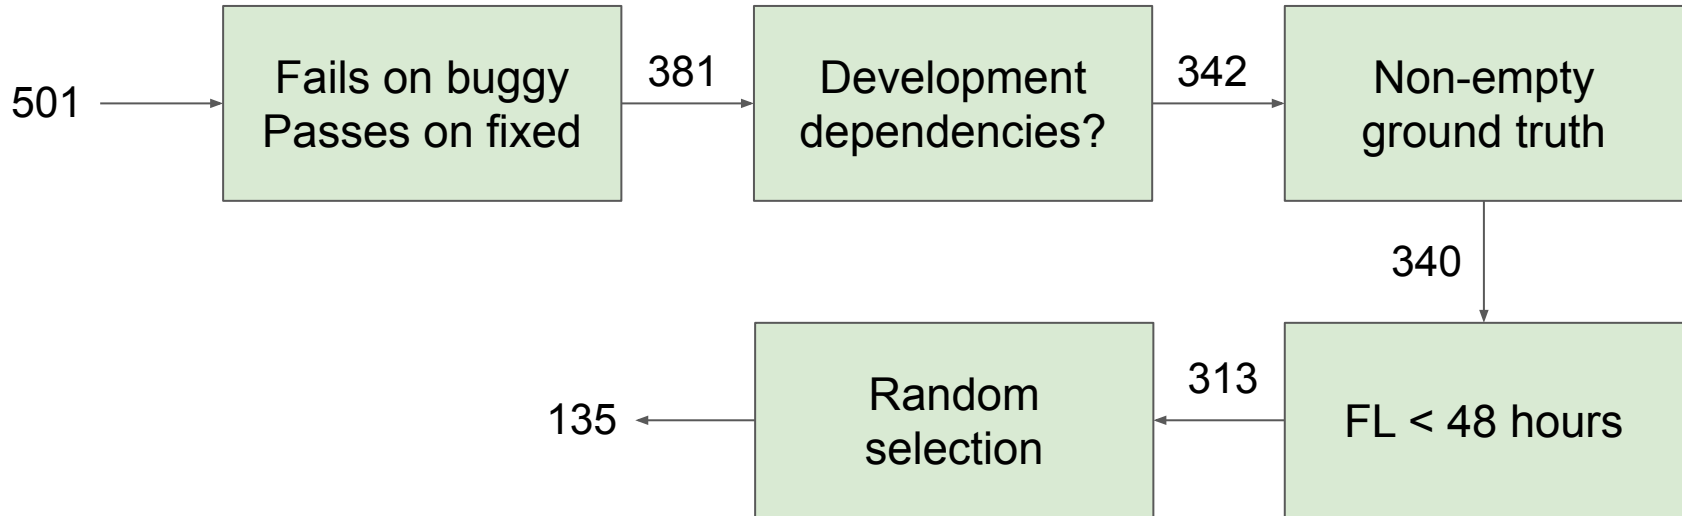 501
Fails on buggy
Passes on fixed
381
Development
dependencies?
342
Non-empty
ground truth
340
FL < 48 hours
313
Random
selection
135